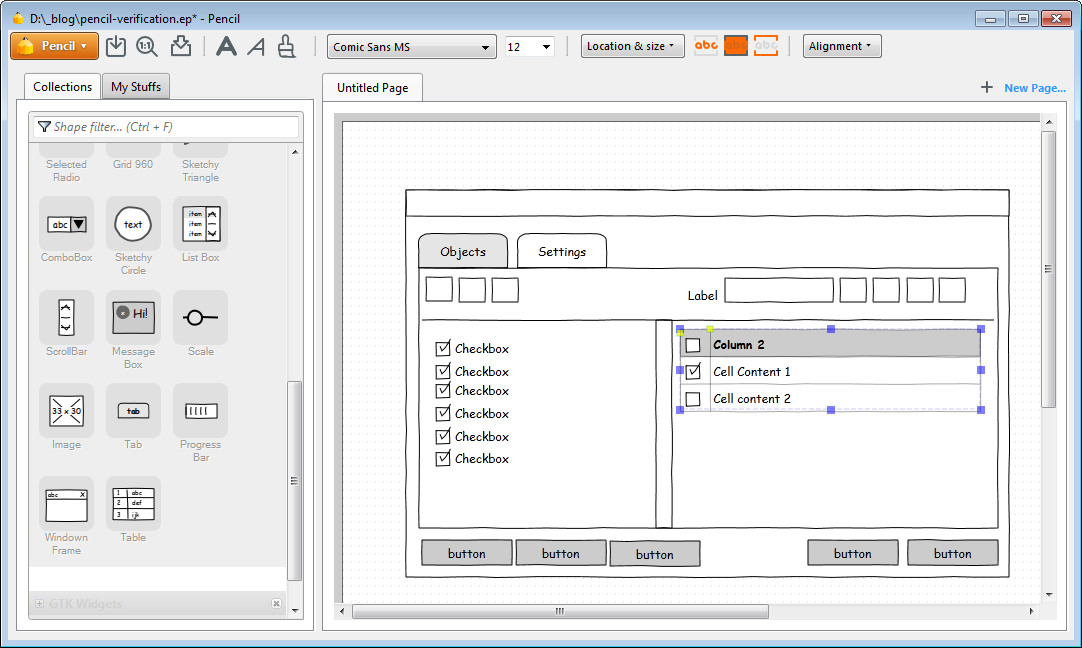 D:\_blog\pencil-verification.ep* - Pencil
Pencil
1:1
Comic Sans MS
12
Location & size
abc
abc
abc
Alignment
Collections
My Stuffs
Untitled Page
New Page...
Shape filter... (Ctrl + F)
Selected Radio
Grid 960
Sketchy Triangle
abc
ComboBox
text
Sketchy Circle
item
item
item
List Box
ScrollBar
Hi!
Message Box
Scale
33 x 30
Image
tab
Tab
Progress Bar
abc X
Windown Frame
1 abc
2 def
3 ijk
Table
GTK Widgets
Objects
Settings
Label
Checkbox
Checkbox
Checkbox
Checkbox
Checkbox
Checkbox
Column 2
Cell Content 1
Cell content 2
button
button
button
button
button